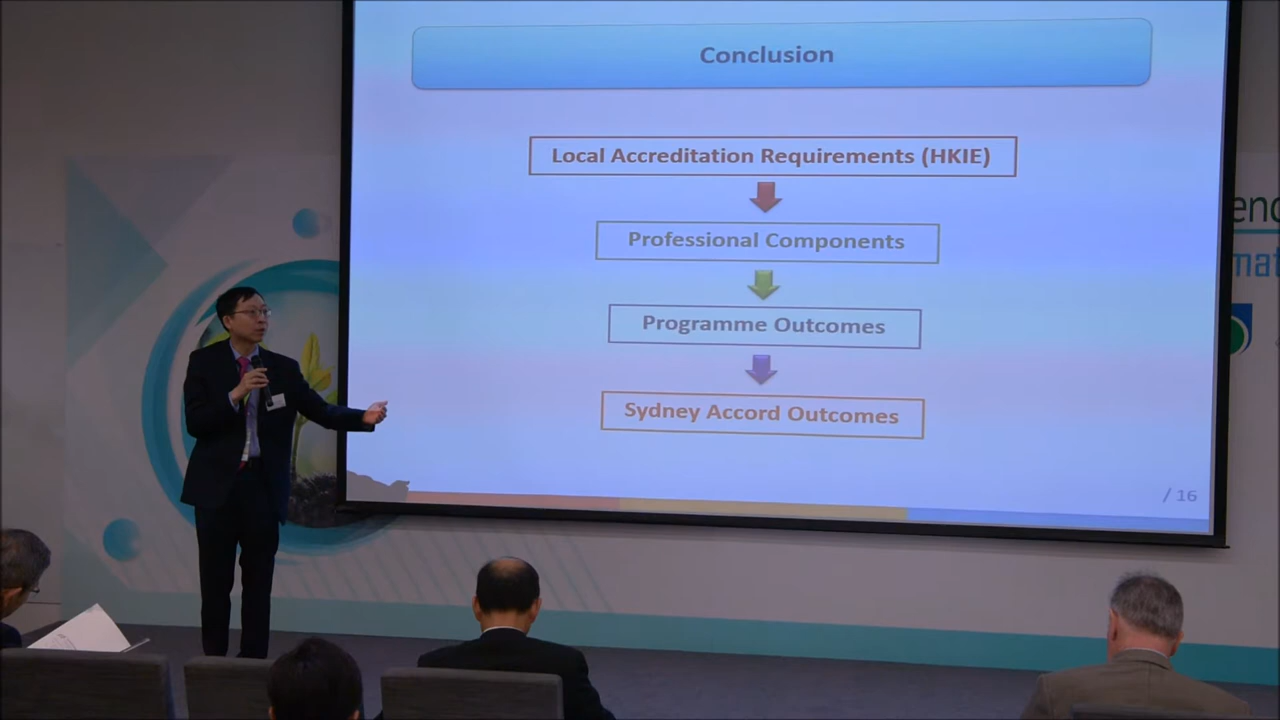 Conclusion
Local Accreditation Requirements (HKIE)
Professional Components
Programme Outcomes
Sydney Accord Outcomes
/ 16